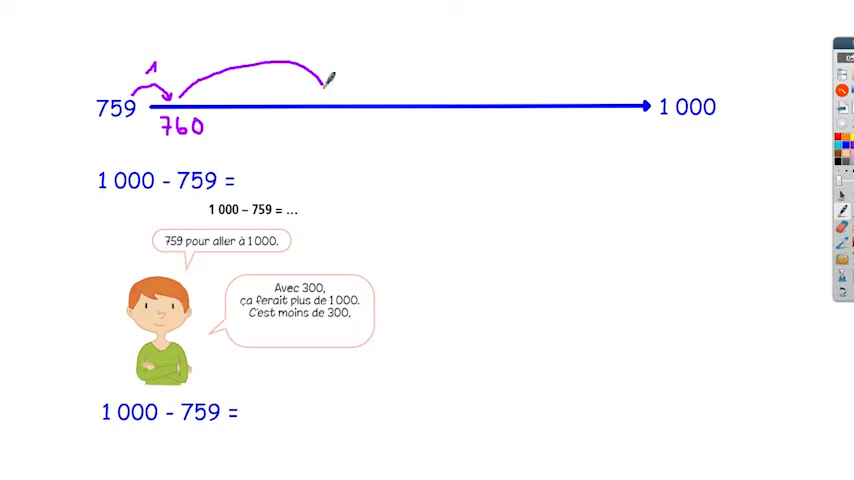 1
759
1 000
760
1 000 - 759 =
1 000 – 759 = ...
759 pour aller à 1 000.
Avec 300,
ça ferait plus de 1 000.
C'est moins de 300,
1 000 - 759 =